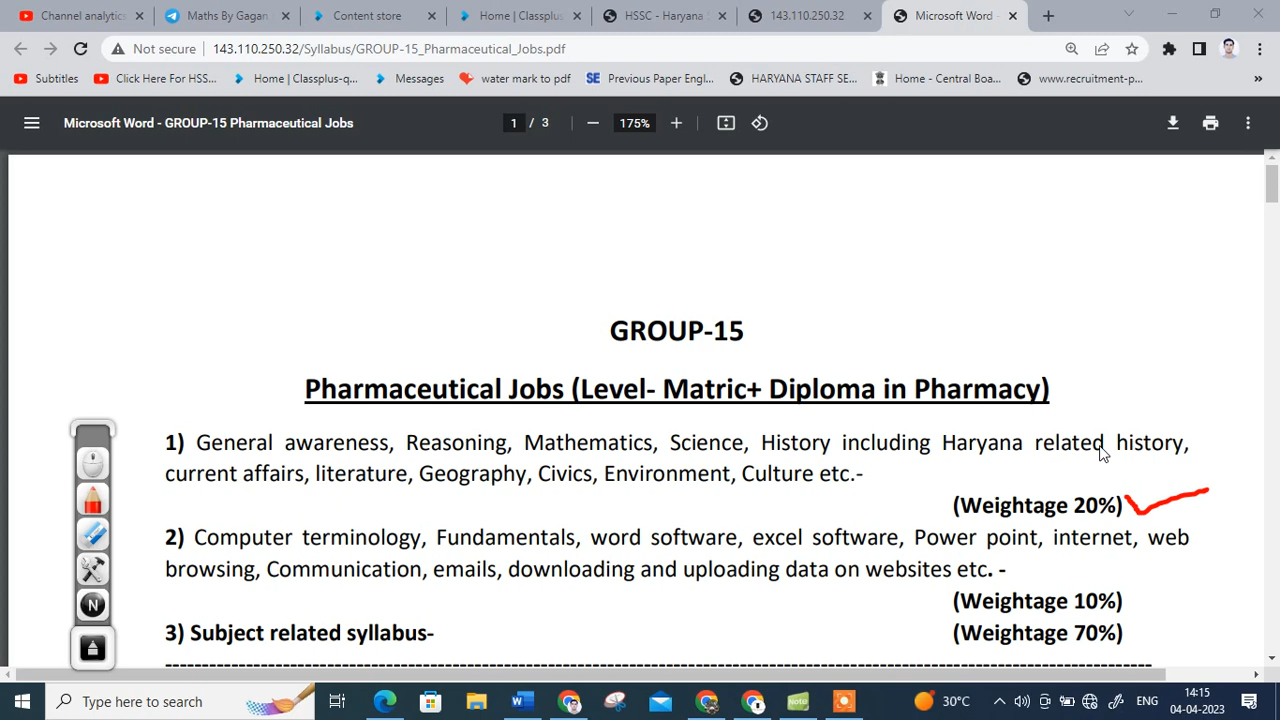 Channel analytics
Maths By Gagan
Content store
Home | Classplus
HSSC - Haryana S
143.110.250.32
Microsoft Word -
Not secure
143.110.250.32/Syllabus/GROUP-15_Pharmaceutical_Jobs.pdf
Subtitles
Click Here For HSS...
Home | Classplus-q...
Messages
water mark to pdf
SE Previous Paper Engl...
HARYANA STAFF SE...
Home - Central Boa...
www.recruitment-p...
»
Microsoft Word - GROUP-15 Pharmaceutical Jobs
1 / 3
175%
GROUP-15
Pharmaceutical Jobs (Level- Matric+ Diploma in Pharmacy)
1) General awareness, Reasoning, Mathematics, Science, History including Haryana related history,
current affairs, literature, Geography, Civics, Environment, Culture etc.-
(Weightage 20%)
2) Computer terminology, Fundamentals, word software, excel software, Power point, internet, web
browsing, Communication, emails, downloading and uploading data on websites etc. -
(Weightage 10%)
3) Subject related syllabus-
(Weightage 70%)
N
Type here to search
W
30°C
ENG
14:15
04-04-2023